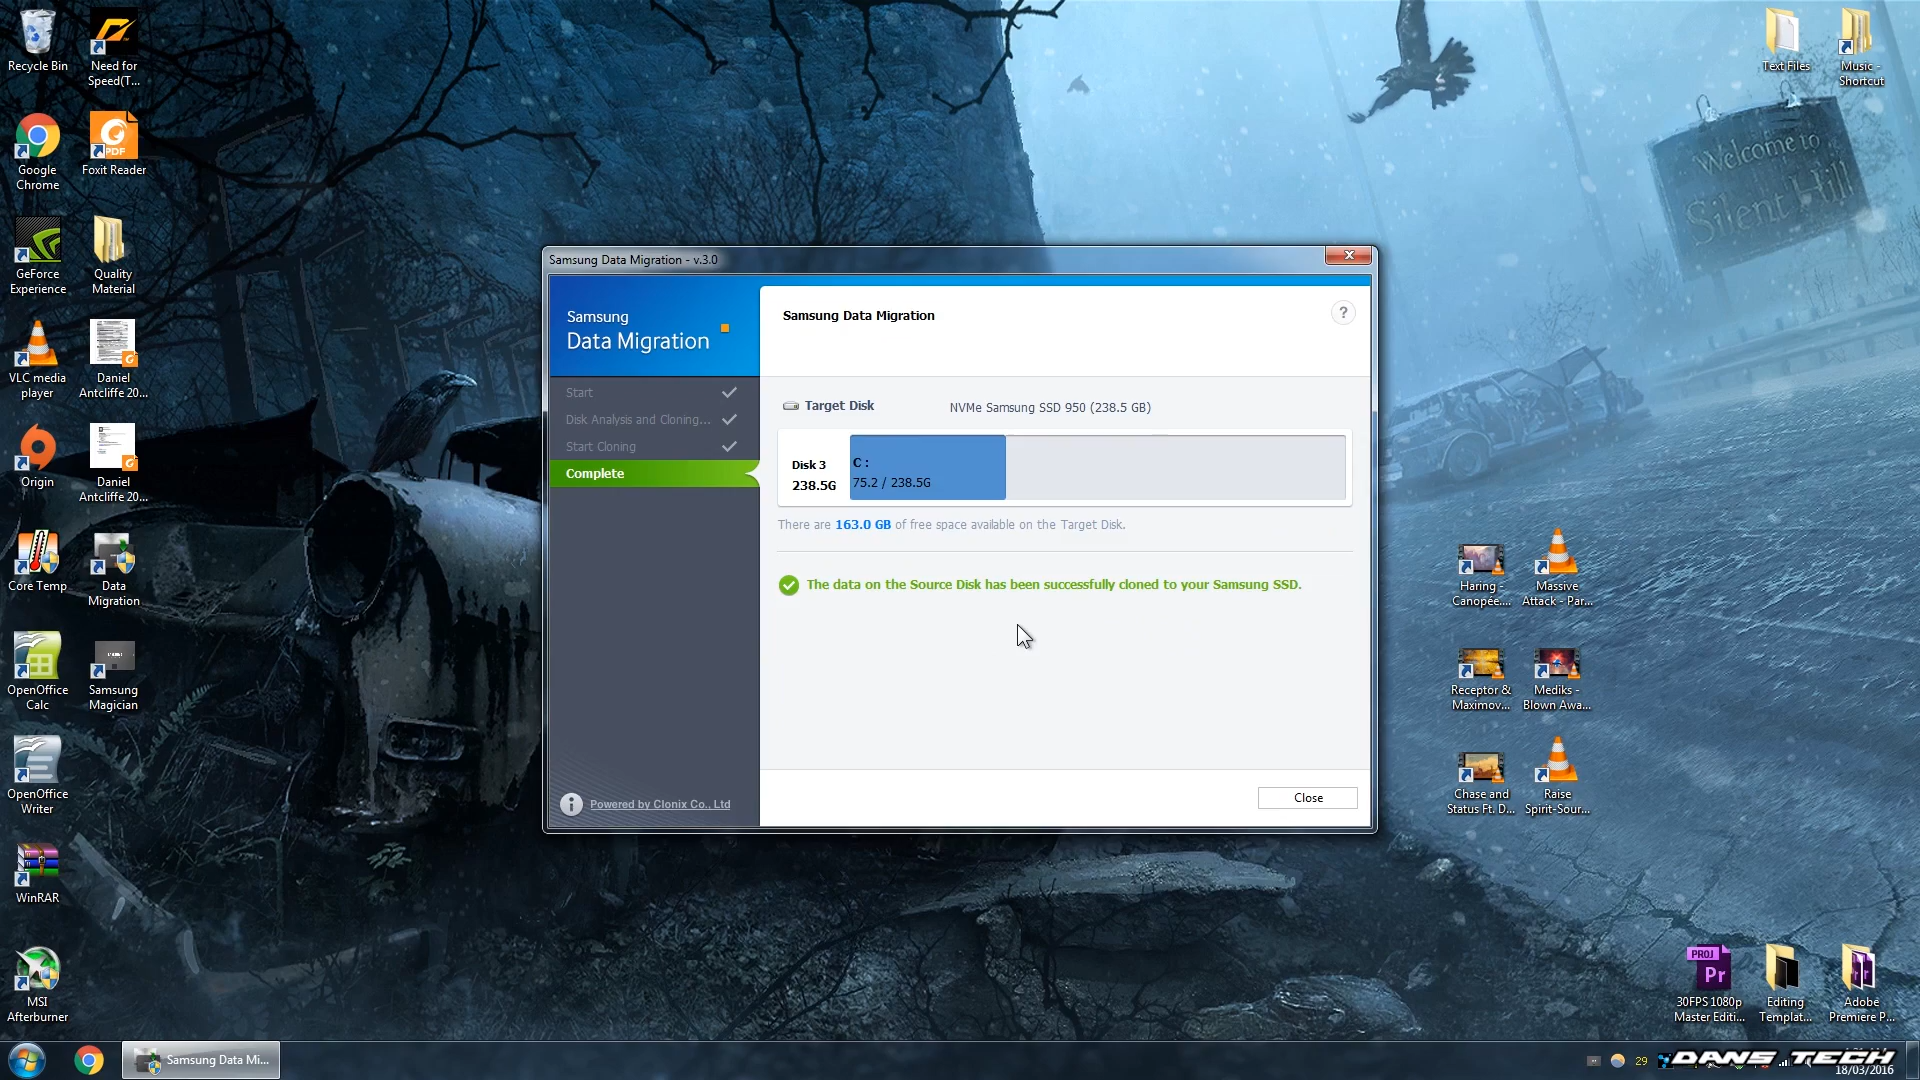 Recycle Bin
Need for
Speed(T...
Text Files
Music -
Shortcut
Google
Chrome
PDF
Foxit Reader
Welcome to
Silent Hill
GeForce
Experience
Quality
Material
VLC media
player
Daniel
Antcliffe 20...
Origin
Daniel
Antcliffe 20...
Core Temp
Data
Migration
OpenOffice
Calc
Samsung
Magician
OpenOffice
Writer
WinRAR
MSI
Afterburner
Samsung Data Migration - v.3.0
Samsung
Data Migration
Samsung Data Migration
?
Start
Disk Analysis and Cloning...
Start Cloning
Complete
Target Disk
NVMe Samsung SSD 950 (238.5 GB)
Disk 3
238.5G
C :
75.2 / 238.5G
There are 163.0 GB of free space available on the Target Disk.
The data on the Source Disk has been successfully cloned to your Samsung SSD.
Powered by Clonix Co., Ltd
Close
Haring -
Canopée....
Massive
Attack - Par...
Receptor &
Maximov...
Mediks -
Blown Awa...
Chase and
Status Ft. D...
Raise
Spirit-Sour...
PROJ
Pr
30FPS 1080p
Master Editi...
Editing
Templat...
Adobe
Premiere P...
Samsung Data Mi...
29
DANS TECH
18/03/2016